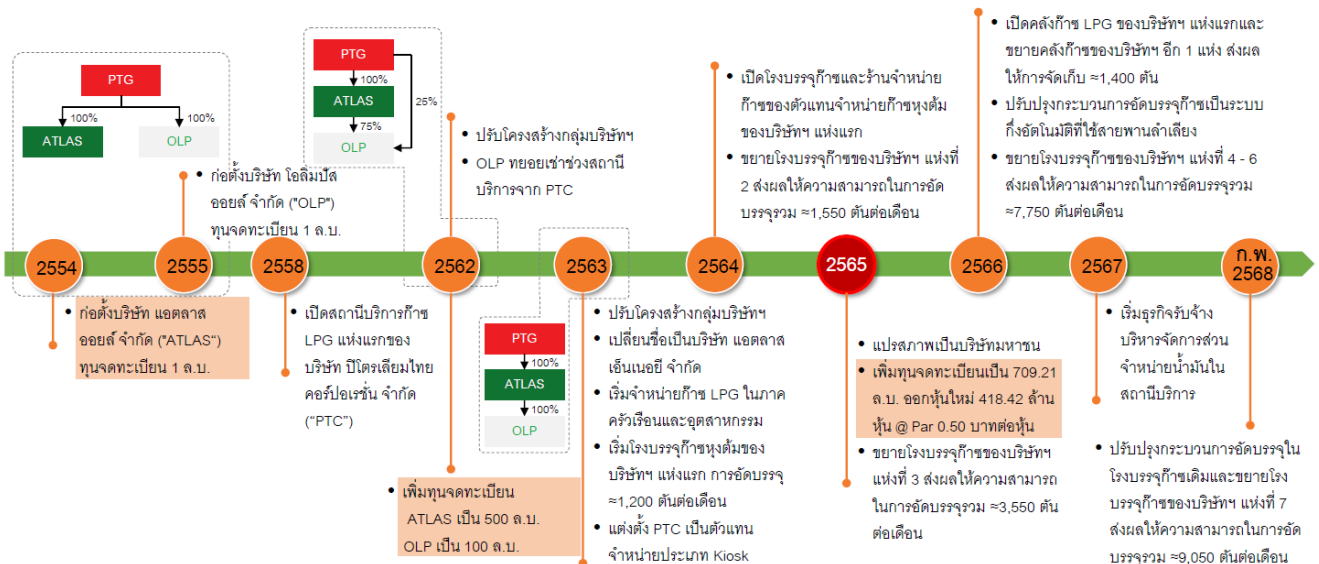 PTG
100%
100%
ATLAS
OLP
2554
• ก่อตั้งบริษัท แอตลาส
ออยล์ จำกัด ("ATLAS")
ทุนจดทะเบียน 1 ล.บ.
2555
• ก่อตั้งบริษัท โอลิมปัส
ออยล์ จำกัด ("OLP")
ทุนจดทะเบียน 1 ล.บ.
2558
• เปิดสถานีบริการก๊าซ
LPG แห่งแรกของ
บริษัท ปิโตรเลียมไทย
คอร์ปอเรชั่น จำกัด
("PTC")
PTG
100%
25%
ATLAS
75%
OLP
2562
• ปรับโครงสร้างกลุ่มบริษัทฯ
• OLP ทยอยเช่าช่วงสถานี
บริการจาก PTC
• เพิ่มทุนจดทะเบียน
ATLAS เป็น 500 ล.บ.
OLP เป็น 100 ล.บ.
2563
PTG
100%
ATLAS
100%
OLP
• ปรับโครงสร้างกลุ่มบริษัทฯ
• เปลี่ยนชื่อเป็นบริษัท แอตลาส
เอ็นเนอยี จำกัด
• เริ่มจำหน่ายก๊าซ LPG ในภาค
ครัวเรือนและอุตสาหกรรม
• เริ่มโรงบรรจุก๊าซหุงต้มของ
บริษัทฯ แห่งแรก การอัดบรรจุ
≈1,200 ตันต่อเดือน
• แต่งตั้ง PTC เป็นตัวแทน
จำหน่ายประเภท Kiosk
2564
• เปิดโรงบรรจุก๊าซและร้านจำหน่าย
ก๊าซของตัวแทนจำหน่ายก๊าซหุงต้ม
ของบริษัทฯ แห่งแรก
• ขยายโรงบรรจุก๊าซของบริษัทฯ แห่งที่
2 ส่งผลให้ความสามารถในการอัด
บรรจุรวม ≈1,550 ตันต่อเดือน
2565
• แปรสภาพเป็นบริษัทมหาชน
• เพิ่มทุนจดทะเบียนเป็น 709.21
ล.บ. ออกหุ้นใหม่ 418.42 ล้าน
หุ้น @ Par 0.50 บาทต่อหุ้น
• ขยายโรงบรรจุก๊าซของบริษัทฯ
แห่งที่ 3 ส่งผลให้ความสามารถ
ในการอัดบรรจุรวม ≈3,550 ตัน
ต่อเดือน
2566
• เปิดคลังก๊าซ LPG ของบริษัทฯ แห่งแรกและ
ขยายคลังก๊าซของบริษัทฯ อีก 1 แห่ง ส่งผล
ให้การจัดเก็บ ≈1,400 ตัน
• ปรับปรุงกระบวนการอัดบรรจุก๊าซเป็นระบบ
กึ่งอัตโนมัติที่ใช้สายพานลำเลียง
• ขยายโรงบรรจุก๊าซของบริษัทฯ แห่งที่ 4 - 6
ส่งผลให้ความสามารถในการอัดบรรจุรวม
≈7,750 ตันต่อเดือน
2567
• เริ่มธุรกิจรับจ้าง
บริหารจัดการส่วน
จำหน่ายน้ำมันใน
สถานีบริการ
ก.พ.
2568
• ปรับปรุงกระบวนการอัดบรรจุใน
โรงบรรจุก๊าซเดิมและขยายโรง
บรรจุก๊าซของบริษัทฯ แห่งที่ 7
ส่งผลให้ความสามารถในการอัด
บรรจุรวม ≈9,050 ตันต่อเดือน